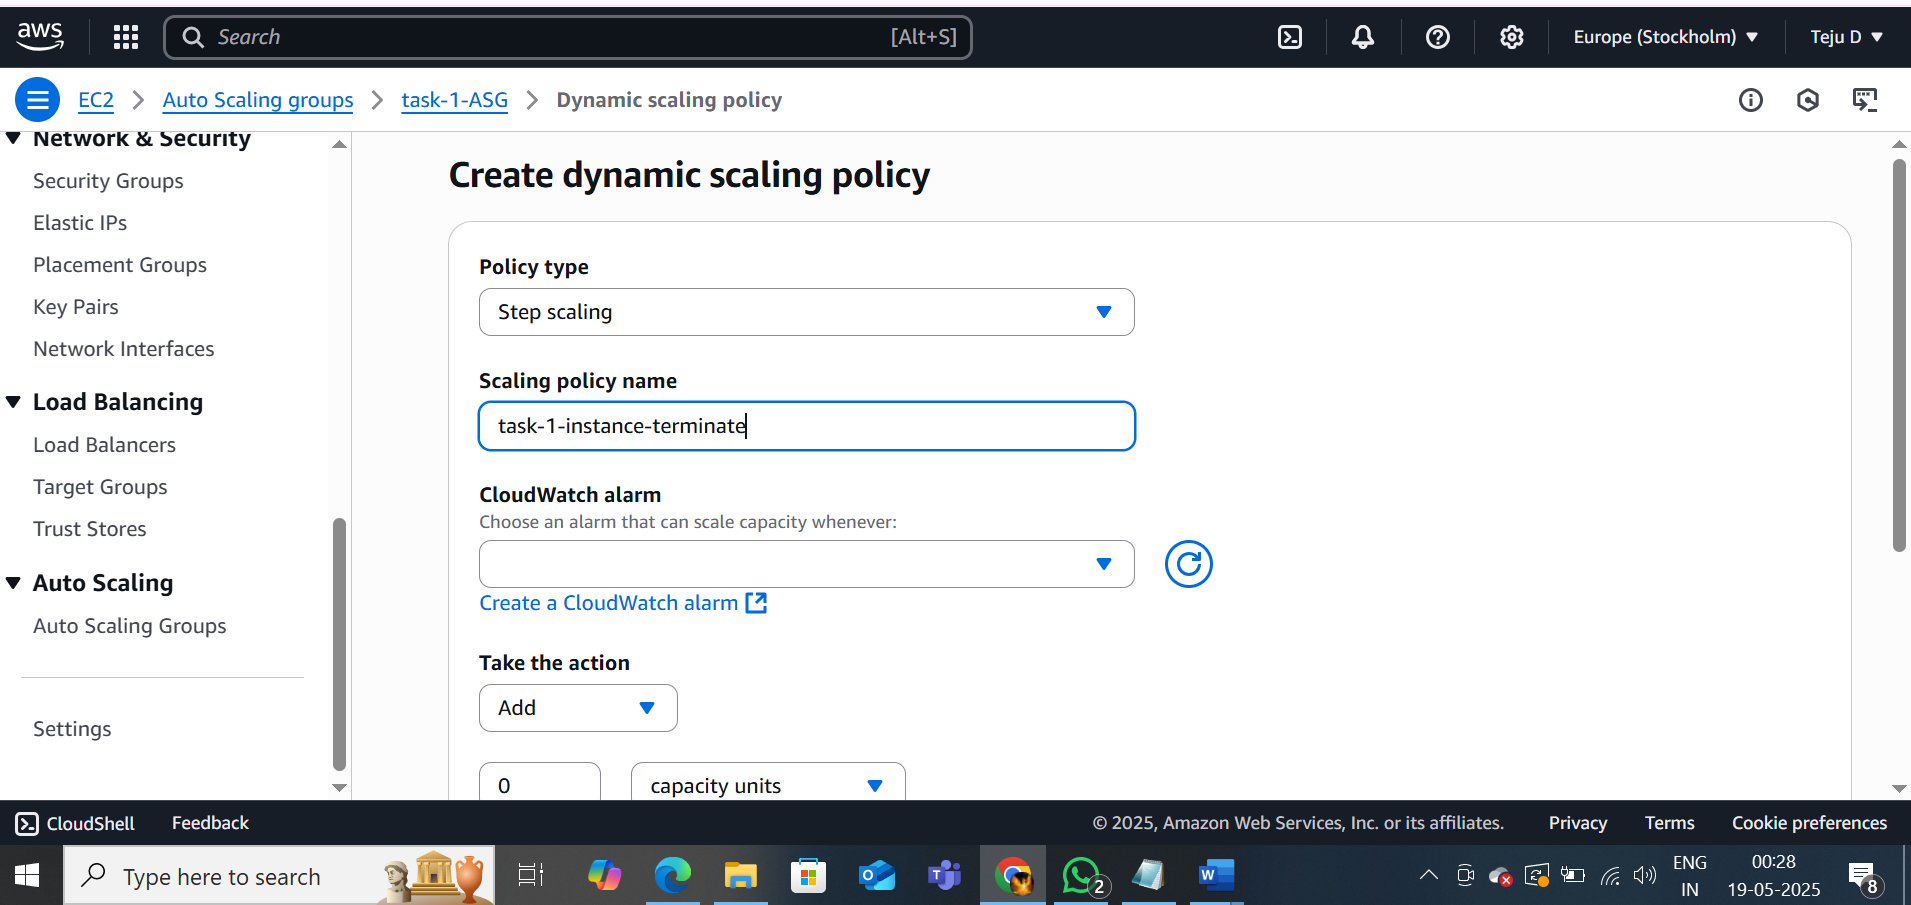 aws
Search [Alt+S]
Europe (Stockholm)
Teju D
EC2 > Auto Scaling groups > task-1-ASG > Dynamic scaling policy
Network & Security
Security Groups
Elastic IPs
Placement Groups
Key Pairs
Network Interfaces
Load Balancing
Load Balancers
Target Groups
Trust Stores
Auto Scaling
Auto Scaling Groups
Settings
Create dynamic scaling policy
Policy type
Step scaling
Scaling policy name
task-1-instance-terminate
CloudWatch alarm
Choose an alarm that can scale capacity whenever:
Create a CloudWatch alarm
Take the action
Add
0 capacity units
CloudShell Feedback © 2025, Amazon Web Services, Inc. or its affiliates. Privacy Terms Cookie preferences
Type here to search
2
ENG
IN
00:28
19-05-2025
8